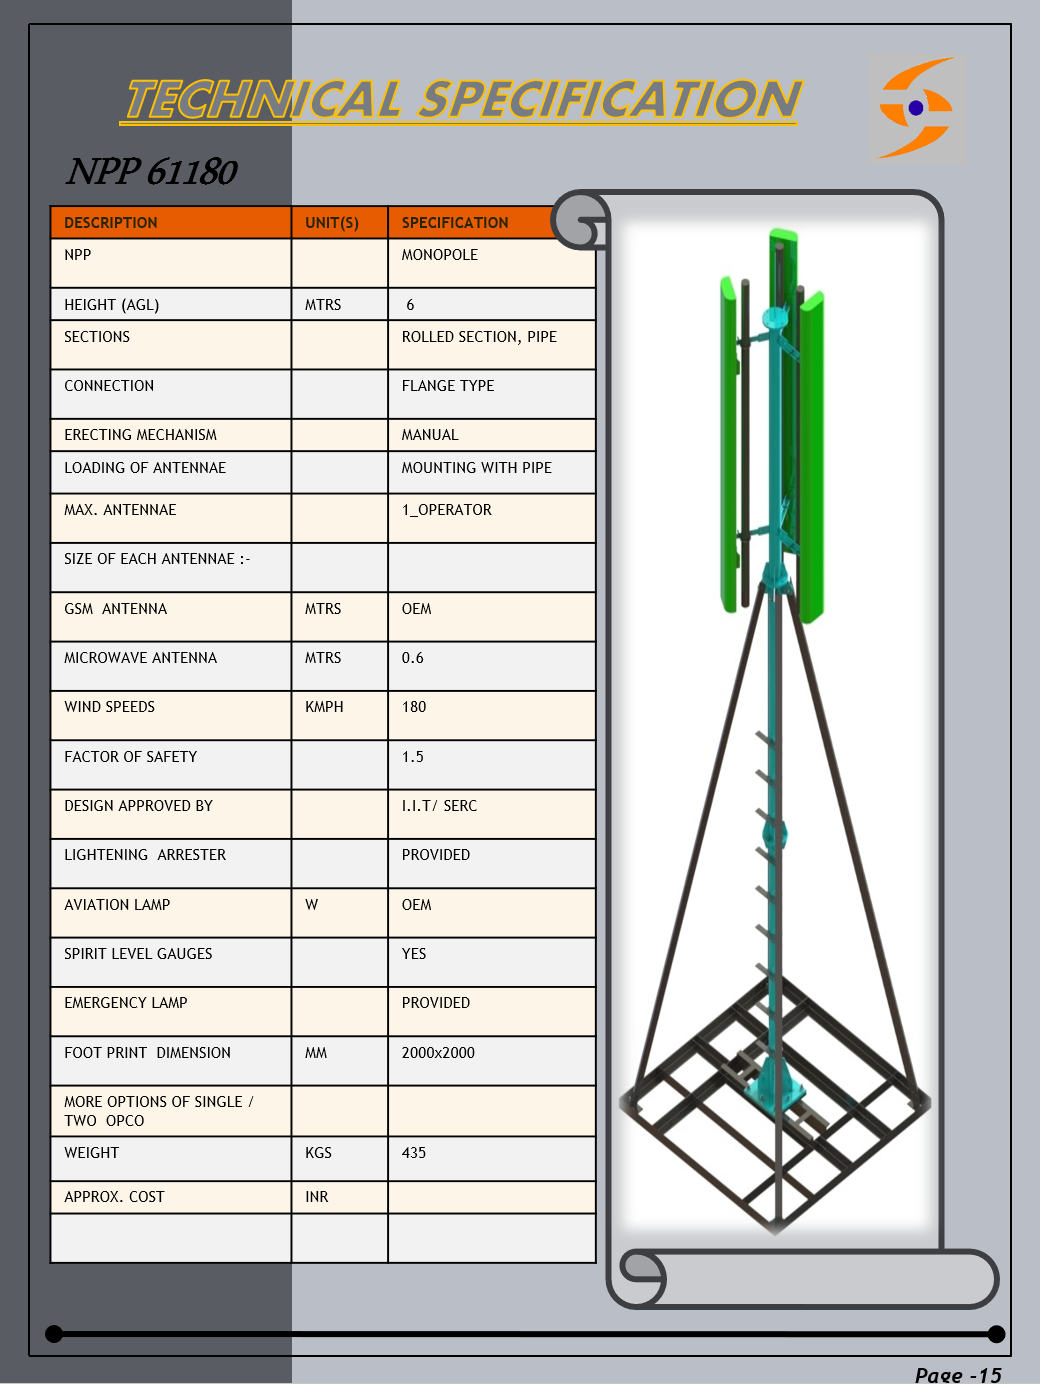 TECHNICAL SPECIFICATION
NPP 61180
DESCRIPTION UNIT(S) SPECIFICATION
NPP MONOPOLE
HEIGHT (AGL) MTRS 6
SECTIONS ROLLED SECTION, PIPE
CONNECTION FLANGE TYPE
ERECTING MECHANISM MANUAL
LOADING OF ANTENNAE MOUNTING WITH PIPE
MAX. ANTENNAE 1_OPERATOR
SIZE OF EACH ANTENNAE :-
GSM ANTENNA MTRS OEM
MICROWAVE ANTENNA MTRS 0.6
WIND SPEEDS KMPH 180
FACTOR OF SAFETY 1.5
DESIGN APPROVED BY I.I.T/ SERC
LIGHTENING ARRESTER PROVIDED
AVIATION LAMP W OEM
SPIRIT LEVEL GAUGES YES
EMERGENCY LAMP PROVIDED
FOOT PRINT DIMENSION MM 2000x2000
MORE OPTIONS OF SINGLE /
TWO OPCO
WEIGHT KGS 435
APPROX. COST INR
Page -15